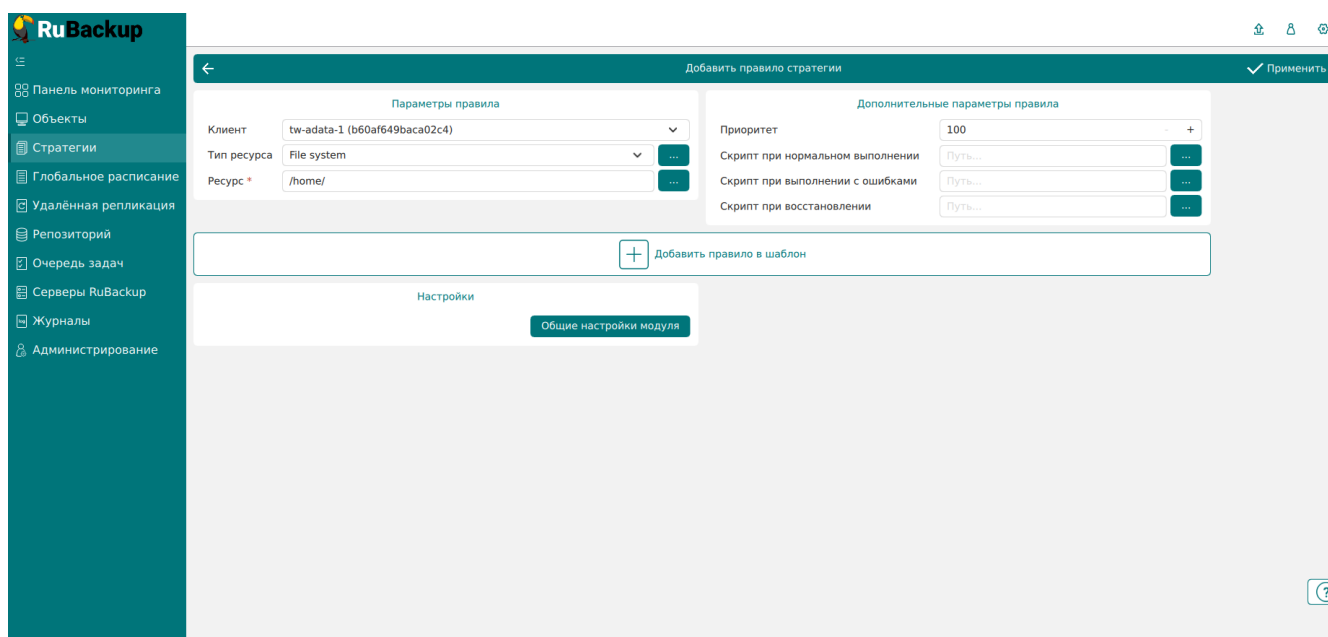 RuBackup
Панель мониторинга
Объекты
Стратегии
Глобальное расписание
Удалённая репликация
Репозиторий
Очередь задач
Серверы RuBackup
Журналы
Администрирование
Добавить правило стратегии
Применить
Параметры правила
Клиент tw-adata-1 (b60af649baca02c4)
Тип ресурса File system ...
Ресурс * /home/ ...
Дополнительные параметры правила
Приоритет 100 - +
Скрипт при нормальном выполнении Путь... ...
Скрипт при выполнении с ошибками Путь... ...
Скрипт при восстановлении Путь... ...
Добавить правило в шаблон
Настройки
Общие настройки модуля
?